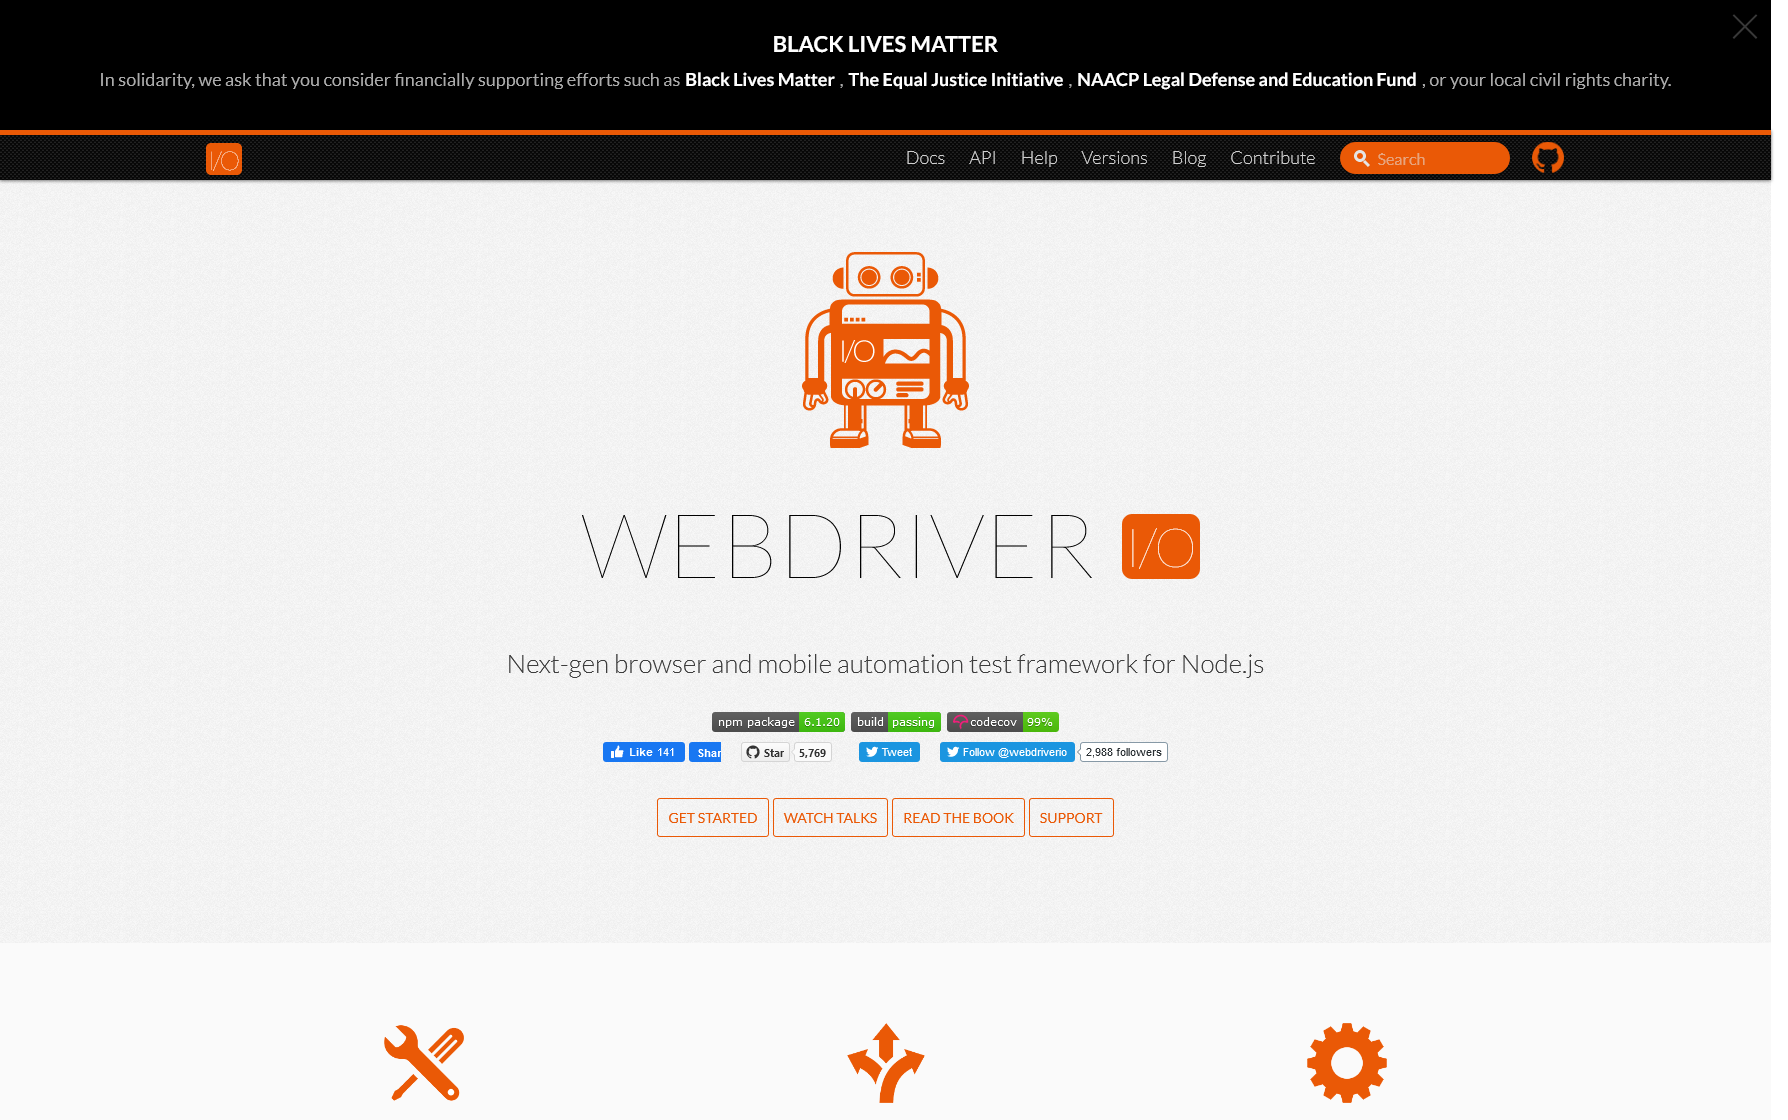 BLACK LIVES MATTER
In solidarity, we ask that you consider financially supporting efforts such as Black Lives Matter , The Equal Justice Initiative , NAACP Legal Defense and Education Fund , or your local civil rights charity.
I/O Docs API Help Versions Blog Contribute Search
I/O
WEBDRIVER I/O
Next-gen browser and mobile automation test framework for Node.js
npm package 6.1.20 build passing codecov 99%
Like 141 Shar Star 5,769 Tweet Follow @webdriverio 2,988 followers
GET STARTED WATCH TALKS READ THE BOOK SUPPORT